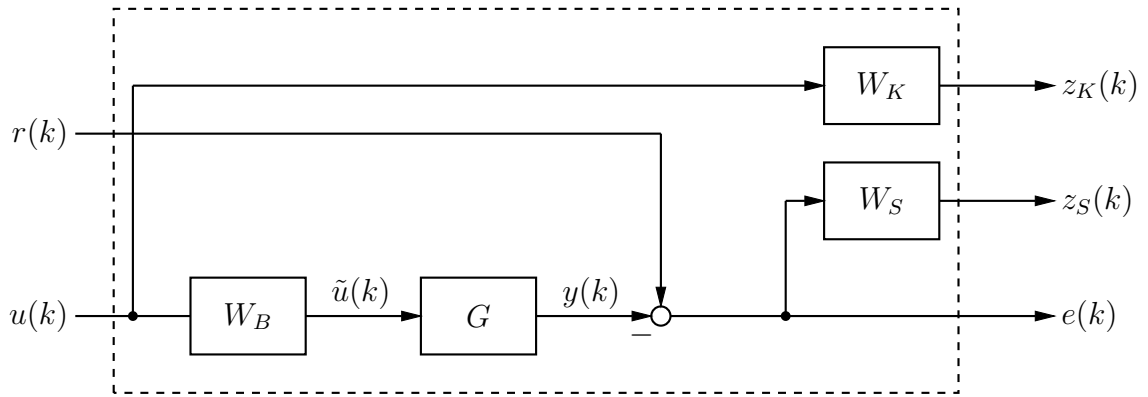 W_K
z_K(k)
r(k)
W_S
z_S(k)
u(k)
W_B
ũ(k)
G
y(k)
−
e(k)